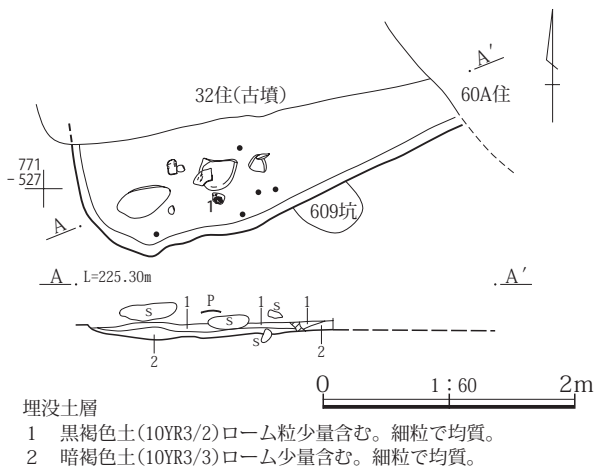 A′
32住(古墳)
60A住
771
-527
1
609坑
A
A L=225.30m A′
S P 1 1 S 1
S
S
2 2
0 1：60 2m
埋没土層
1 黒褐色土(10YR3/2)ローム粒少量含む。細粒で均質。
2 暗褐色土(10YR3/3)ローム少量含む。細粒で均質。